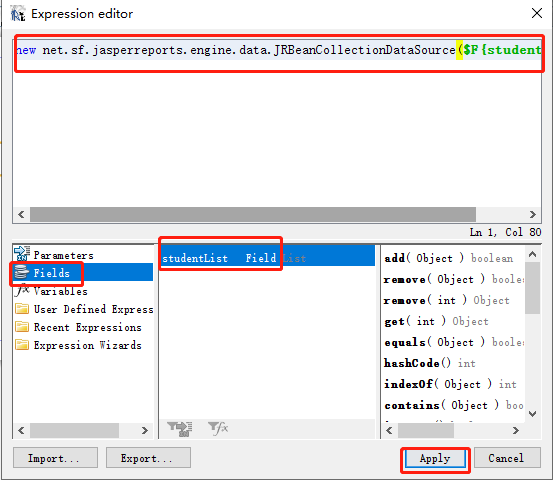 Expression editor
new net.sf.jasperreports.engine.data.JRBeanCollectionDataSource($F{student
Ln 1, Col 80
Parameters
Fields
Variables
User Defined Express
Recent Expressions
Expression Wizards
studentList Field List
add( Object ) boolean
remove( Object ) boolea
remove( int ) Object
get( int ) Object
equals( Object ) boolea
hashCode() int
indexOf( Object ) int
contains( Object ) boo
Import...
Export...
Apply
Cancel